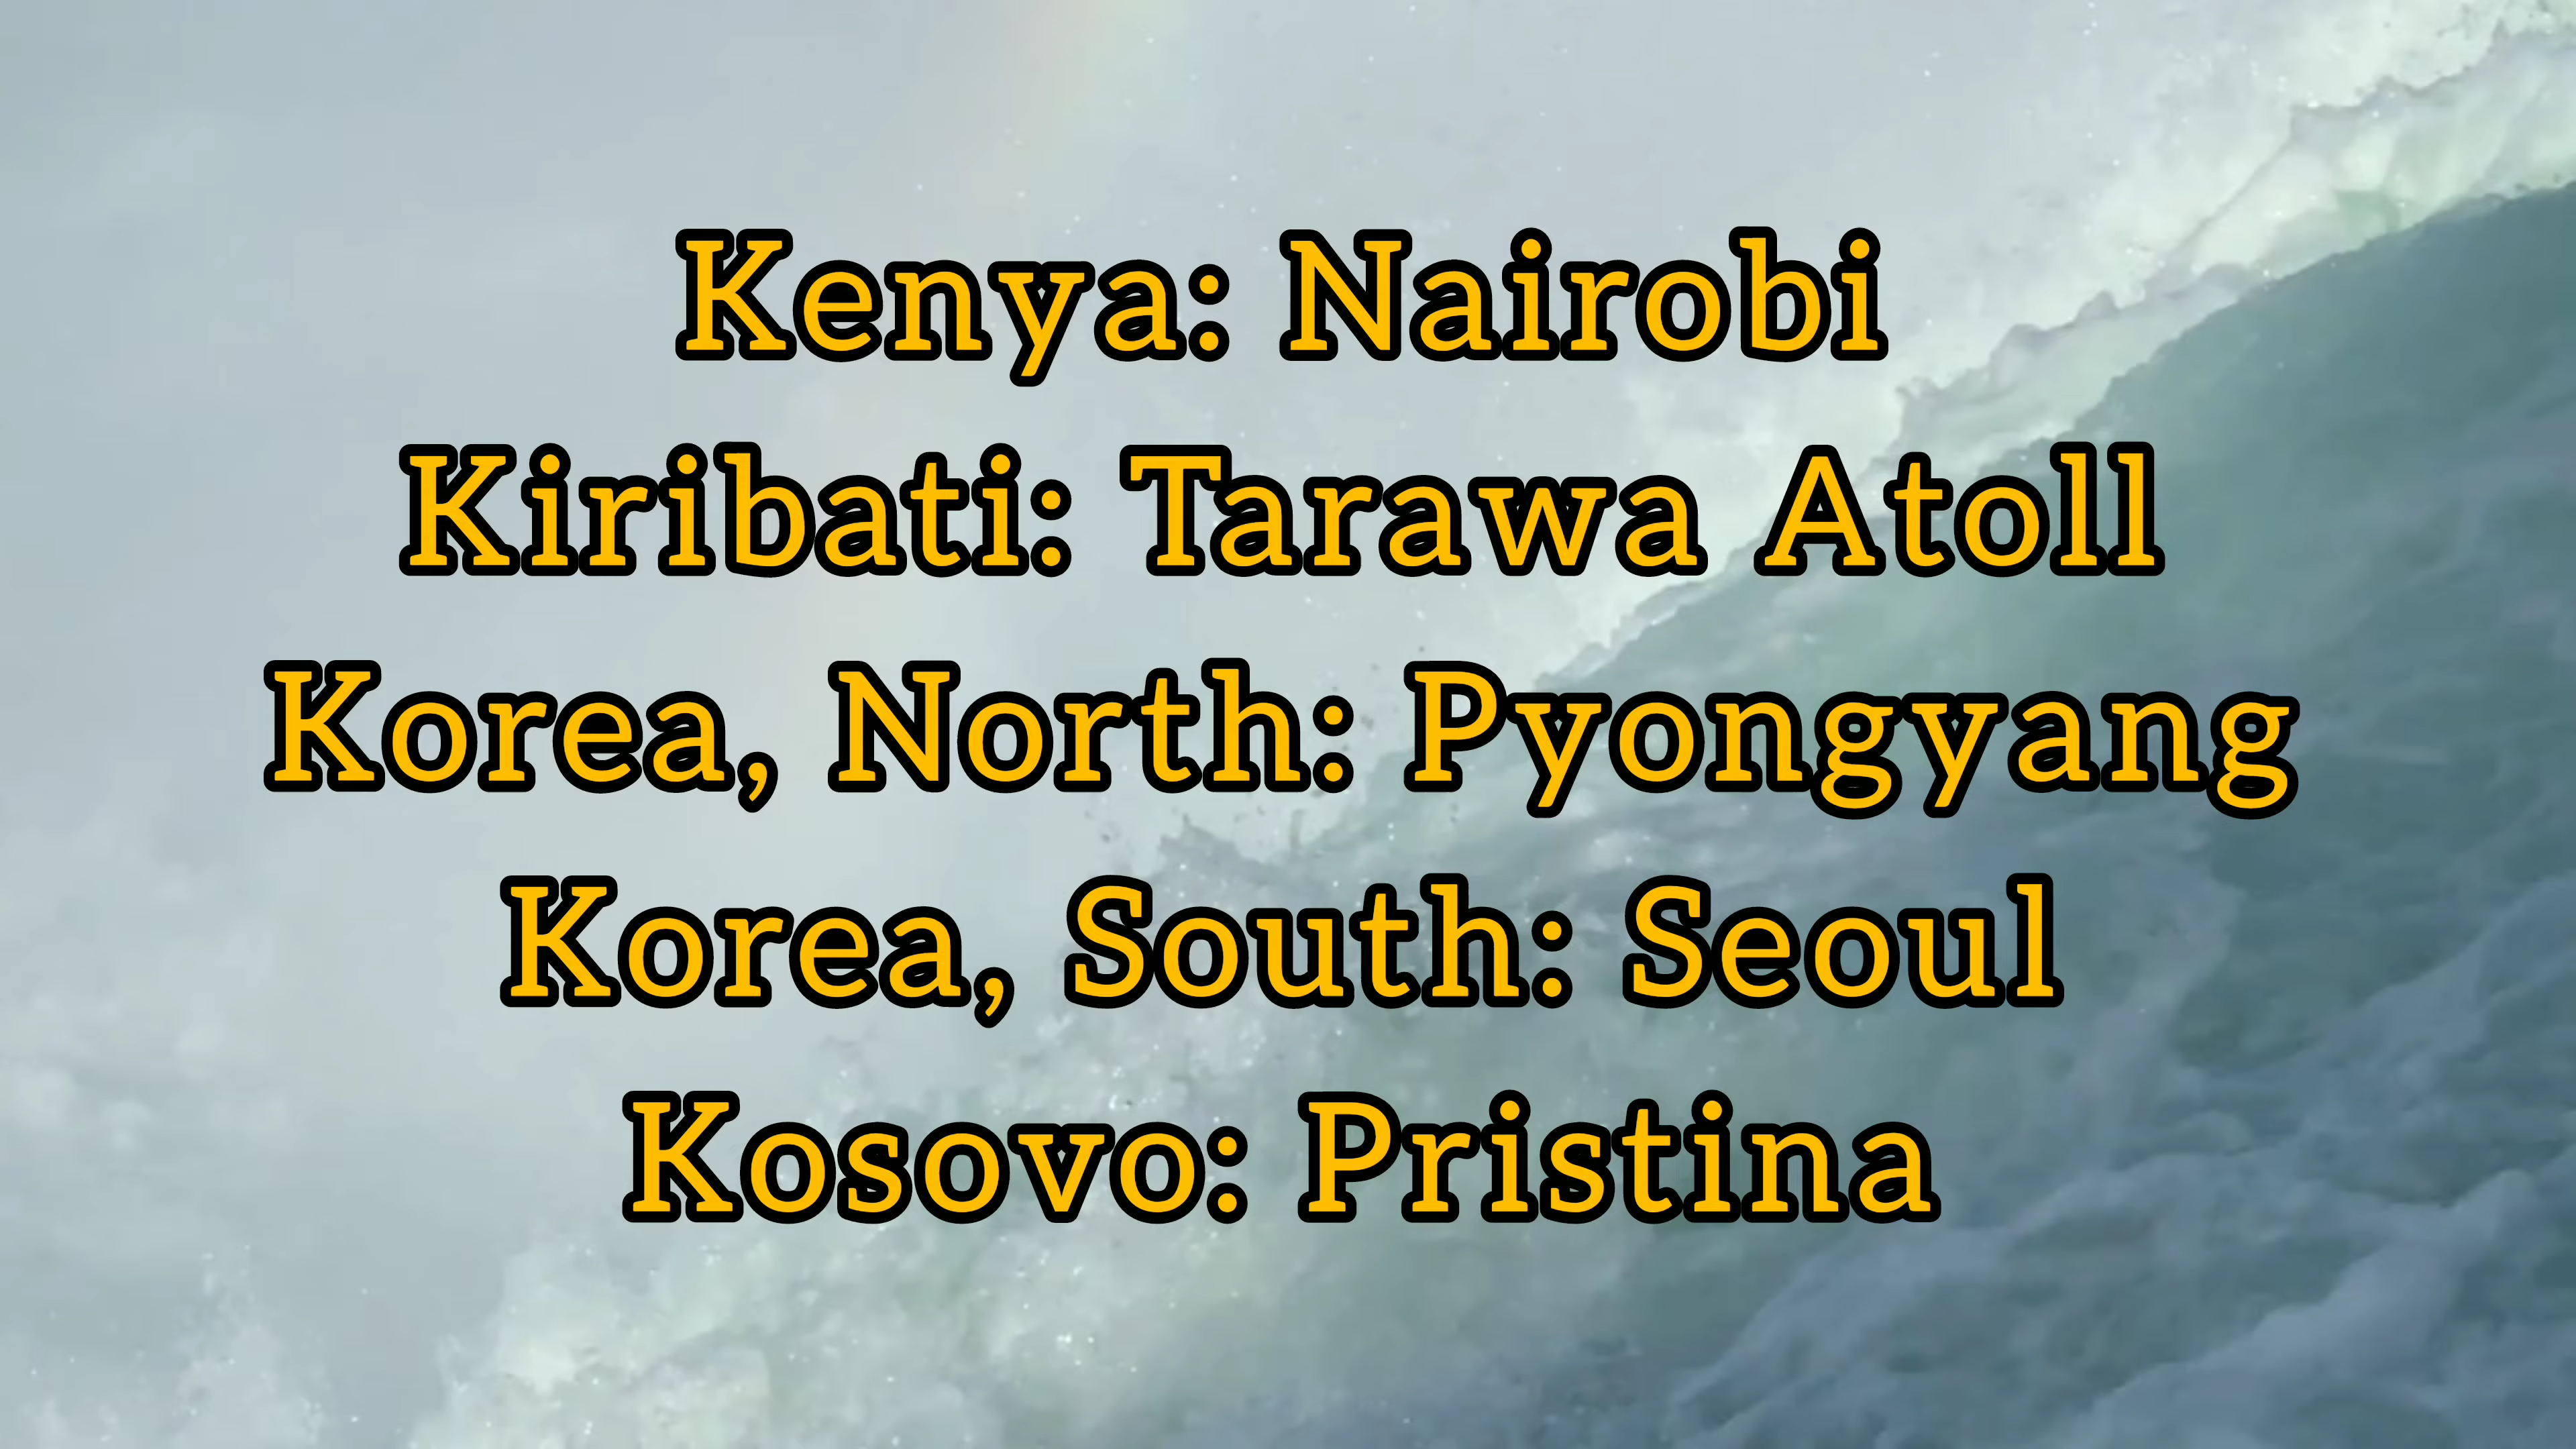 Kenya: Nairobi
Kiribati: Tarawa Atoll
Korea, North: Pyongyang
Korea, South: Seoul
Kosovo: Pristina